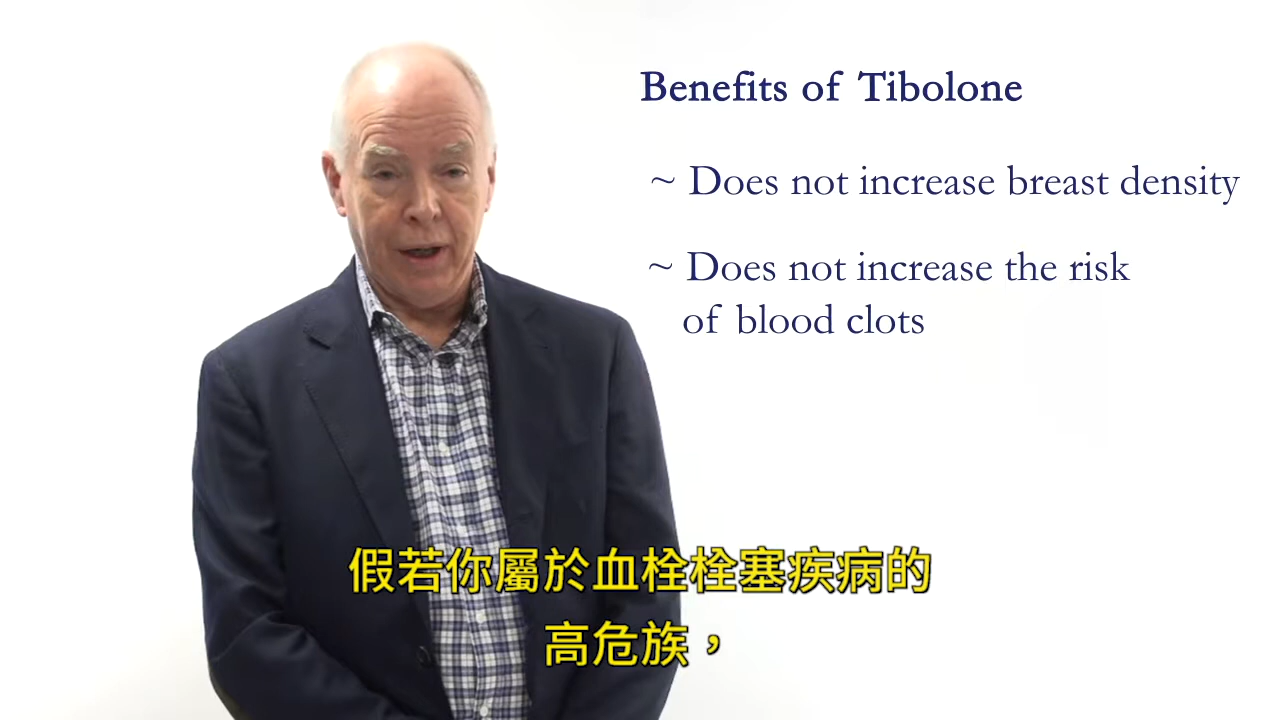 Benefits of Tibolone
~ Does not increase breast density
~ Does not increase the risk
of blood clots
假若你屬於血栓栓塞疾病的
高危族，